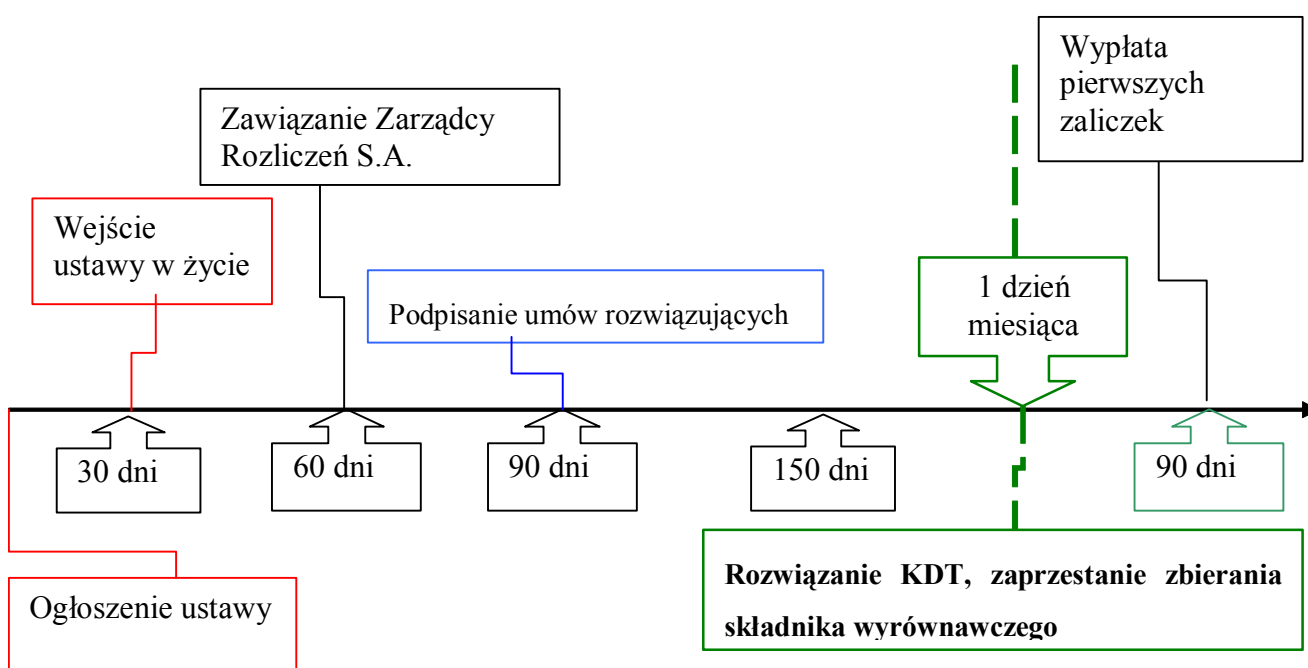 Wypłata
pierwszych
zaliczek
Zawiązanie Zarządcy
Rozliczeń S.A.
Wejście
ustawy w życie
1 dzień
miesiąca
Podpisanie umów rozwiązujących
30 dni
60 dni
90 dni
150 dni
90 dni
Rozwiązanie KDT, zaprzestanie zbierania
składnika wyrównawczego
Ogłoszenie ustawy